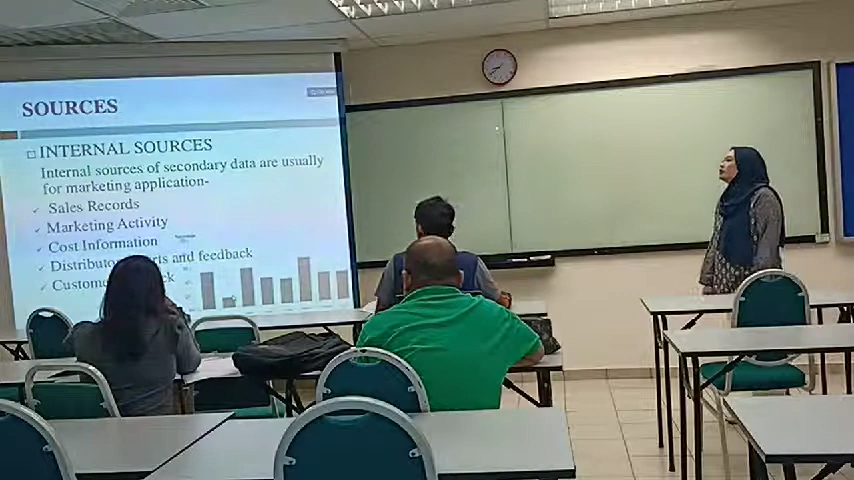 SOURCES
□ INTERNAL SOURCES
Internal sources of secondary data are usually
for marketing application-
✓ Sales Records
✓ Marketing Activity
✓ Cost Information
✓ and feedback
✓